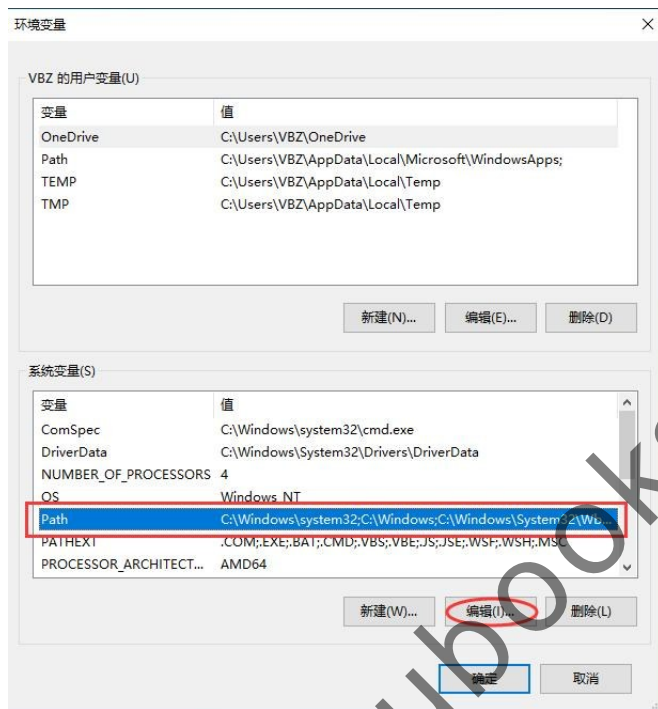 环境变量
VBZ 的用户变量(U)
变量 值
OneDrive C:\Users\VBZ\OneDrive
Path C:\Users\VBZ\AppData\Local\Microsoft\WindowsApps;
TEMP C:\Users\VBZ\AppData\Local\Temp
TMP C:\Users\VBZ\AppData\Local\Temp
新建(N)... 编辑(E)... 删除(D)
系统变量(S)
变量 值
ComSpec C:\Windows\system32\cmd.exe
DriverData C:\Windows\System32\Drivers\DriverData
NUMBER_OF_PROCESSORS 4
OS Windows_NT
Path C:\Windows\system32;C:\Windows;C:\Windows\System32\Wb...
PATHEXT .COM;.EXE;.BAT;.CMD;.VBS;.VBE;.JS;.JSE;.WSF;.WSH;.MSC
PROCESSOR_ARCHITECT... AMD64
新建(W)... 编辑(I)... 删除(L)
确定 取消